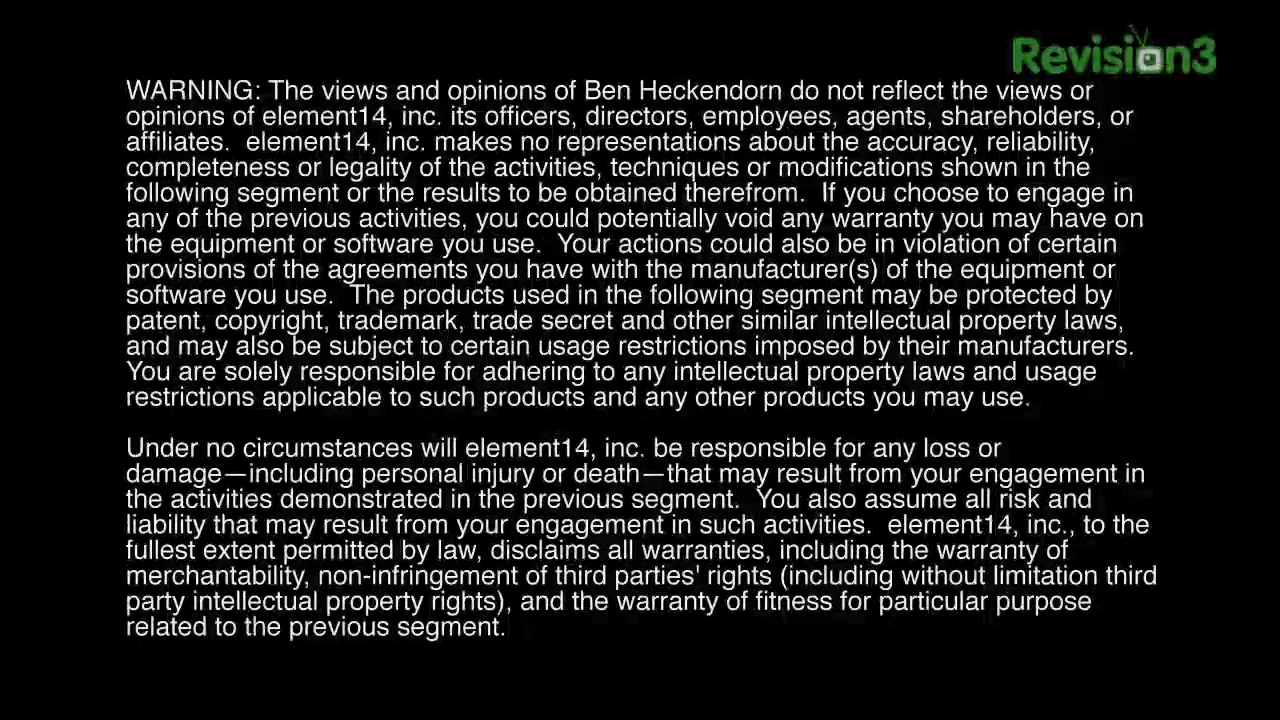 Revision3
WARNING: The views and opinions of Ben Heckendorn do not reflect the views or
opinions of element14, inc. its officers, directors, employees, agents, shareholders, or
affiliates.  element14, inc. makes no representations about the accuracy, reliability,
completeness or legality of the activities, techniques or modifications shown in the
following segment or the results to be obtained therefrom.  If you choose to engage in
any of the previous activities, you could potentially void any warranty you may have on
the equipment or software you use.  Your actions could also be in violation of certain
provisions of the agreements you have with the manufacturer(s) of the equipment or
software you use.  The products used in the following segment may be protected by
patent, copyright, trademark, trade secret and other similar intellectual property laws,
and may also be subject to certain usage restrictions imposed by their manufacturers.
You are solely responsible for adhering to any intellectual property laws and usage
restrictions applicable to such products and any other products you may use.
Under no circumstances will element14, inc. be responsible for any loss or
damage—including personal injury or death—that may result from your engagement in
the activities demonstrated in the previous segment.  You also assume all risk and
liability that may result from your engagement in such activities.  element14, inc., to the
fullest extent permitted by law, disclaims all warranties, including the warranty of
merchantability, non-infringement of third parties' rights (including without limitation third
party intellectual property rights), and the warranty of fitness for particular purpose
related to the previous segment.